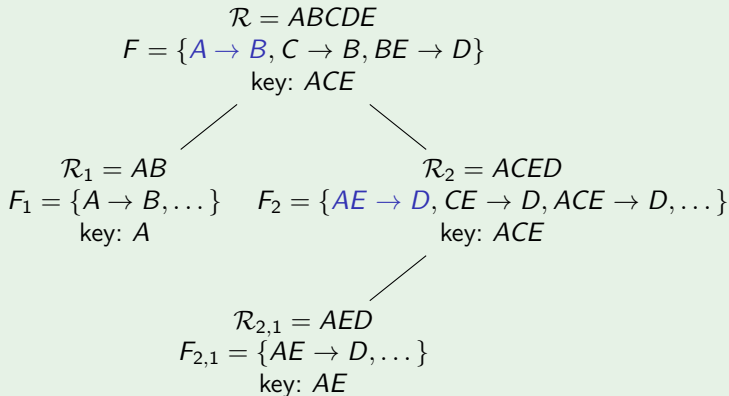 ℛ = ABCDE
F = {A → B, C → B, BE → D}
key: ACE
ℛ₁ = AB
F₁ = {A → B, . . . }
key: A
ℛ₂ = ACED
F₂ = {AE → D, CE → D, ACE → D, . . . }
key: ACE
ℛ₂,₁ = AED
F₂,₁ = {AE → D, . . . }
key: AE